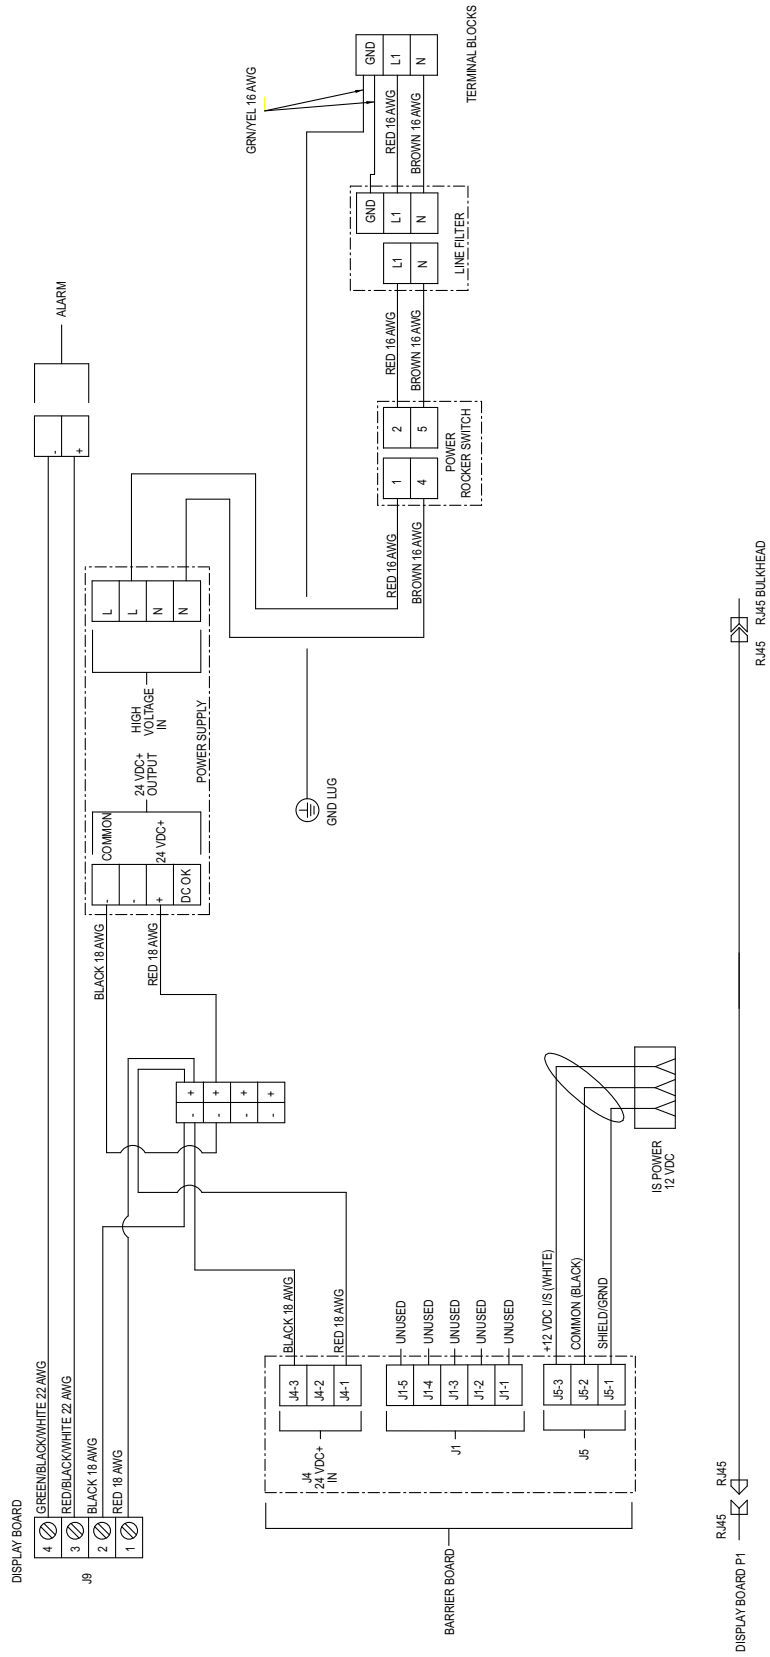 DISPLAY BOARD
J9
4
3
2
1
GREEN/BLACK/WHITE 22 AWG
RED/BLACK/WHITE 22 AWG
BLACK 18 AWG
RED 18 AWG
-
+
ALARM
BARRIER BOARD
J4
24 VDC+
IN
J4-3
J4-2
J4-1
BLACK 18 AWG
RED 18 AWG
J1
J1-5
J1-4
J1-3
J1-2
J1-1
UNUSED
UNUSED
UNUSED
UNUSED
UNUSED
J5
J5-3
J5-2
J5-1
+12 VDC I/S (WHITE)
COMMON (BLACK)
SHIELD/GRND
IS POWER
12 VDC
- +
- +
- +
- +
BLACK 18 AWG
RED 18 AWG
-
-
+
DC OK
COMMON
24 VDC+
24 VDC+
OUTPUT
POWER SUPPLY
HIGH
VOLTAGE
IN
L
L
N
N
GND LUG
RED 16 AWG
BROWN 16 AWG
1
4
2
5
POWER
ROCKER SWITCH
RED 16 AWG
BROWN 16 AWG
L1
N
GND
L1
N
LINE FILTER
GRN/YEL 16 AWG
RED 16 AWG
BROWN 16 AWG
GND
L1
N
TERMINAL BLOCKS
DISPLAY BOARD P1
RJ45
RJ45
RJ45
RJ45 BULKHEAD